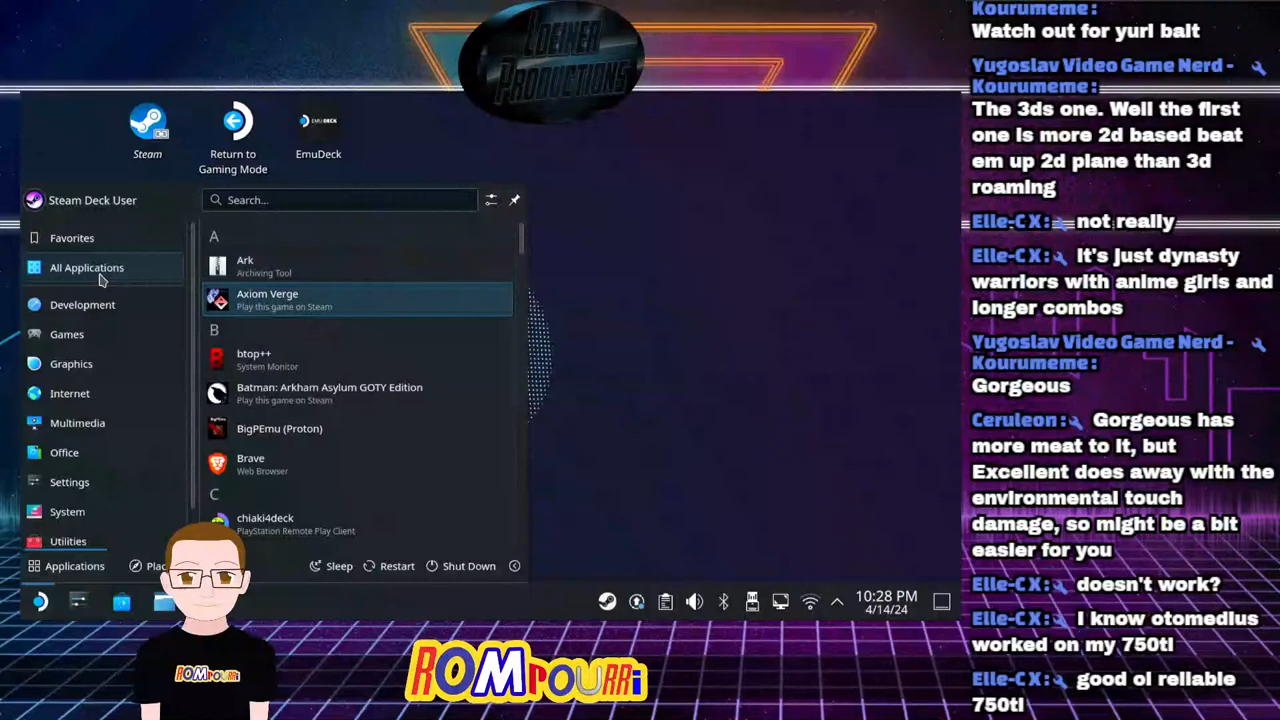 LOEINER
PRODUCTIONS
Steam
Return to
Gaming Mode
EMUDECK
EmuDeck
Steam Deck User
Search...
Favorites
All Applications
Development
Games
Graphics
Internet
Multimedia
Office
Settings
System
Utilities
A
Ark
Archiving Tool
Axiom Verge
Play this game on Steam
B
btop++
System Monitor
Batman: Arkham Asylum GOTY Edition
Play this game on Steam
BigPEmu (Proton)
Brave
Web Browser
C
chiaki4deck
PlayStation Remote Play Client
Applications
Plac
Sleep
Restart
Shut Down
10:28 PM
4/14/24
ROMPOURRi
ROMPOURRi
Kourumeme:
Watch out for yuri bait
Yugoslav Video Game Nerd -
Kourumeme:
The 3ds one. Well the first
one is more 2d based beat
em up 2d plane than 3d
roaming
Elle-CX: not really
Elle-CX: It's just dynasty
warriors with anime girls and
longer combos
Yugoslav Video Game Nerd -
Kourumeme:
Gorgeous
Ceruleon: Gorgeous has
more meat to it, but
Excellent does away with the
environmental touch
damage, so might be a bit
easier for you
Elle-CX: doesn't work?
Elle-CX: I know otomedius
worked on my 750ti
Elle-CX: good ol reliable
750ti